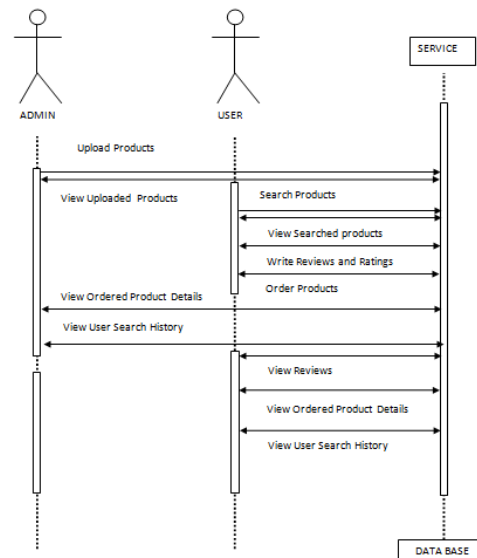 SERVICE
ADMIN
USER
Upload Products
View Uploaded Products
Search Products
View Searched products
Write Reviews and Ratings
Order Products
View Ordered Product Details
View User Search History
View Reviews
View Ordered Product Details
View User Search History
DATA BASE